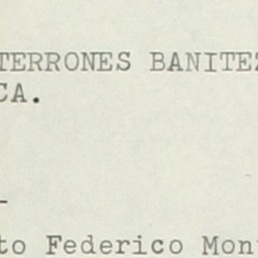 TERRONES BANITEZ
CA.
to Federico Mon